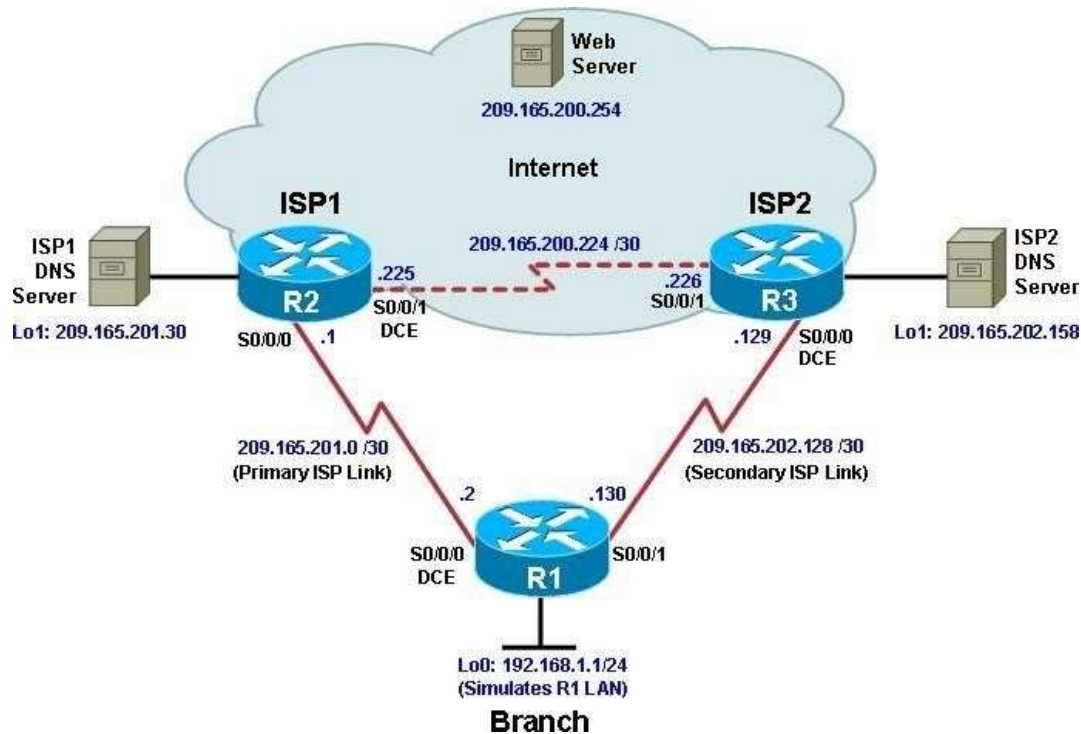 Web
Server
209.165.200.254
Internet
ISP1
ISP2
ISP1
DNS
Server
Lo1: 209.165.201.30
209.165.200.224 /30
ISP2
DNS
Server
Lo1: 209.165.202.158
R2
.225
S0/0/1
DCE
.226
S0/0/1
R3
S0/0/0
.1
.129
S0/0/0
DCE
209.165.201.0 /30
(Primary ISP Link)
209.165.202.128 /30
(Secondary ISP Link)
.2
.130
S0/0/0
DCE
R1
S0/0/1
Lo0: 192.168.1.1/24
(Simulates R1 LAN)
Branch